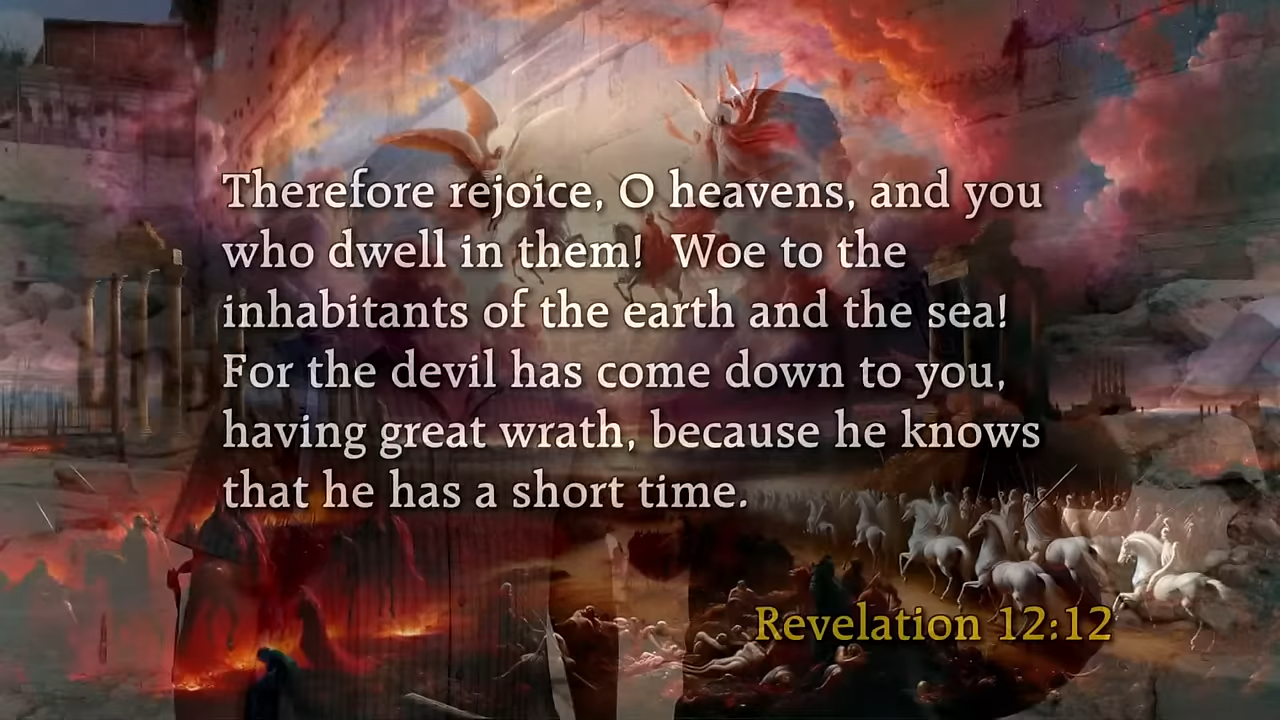 Therefore rejoice, O heavens, and you
who dwell in them!  Woe to the
inhabitants of the earth and the sea!
For the devil has come down to you,
having great wrath, because he knows
that he has a short time.
Revelation 12:12